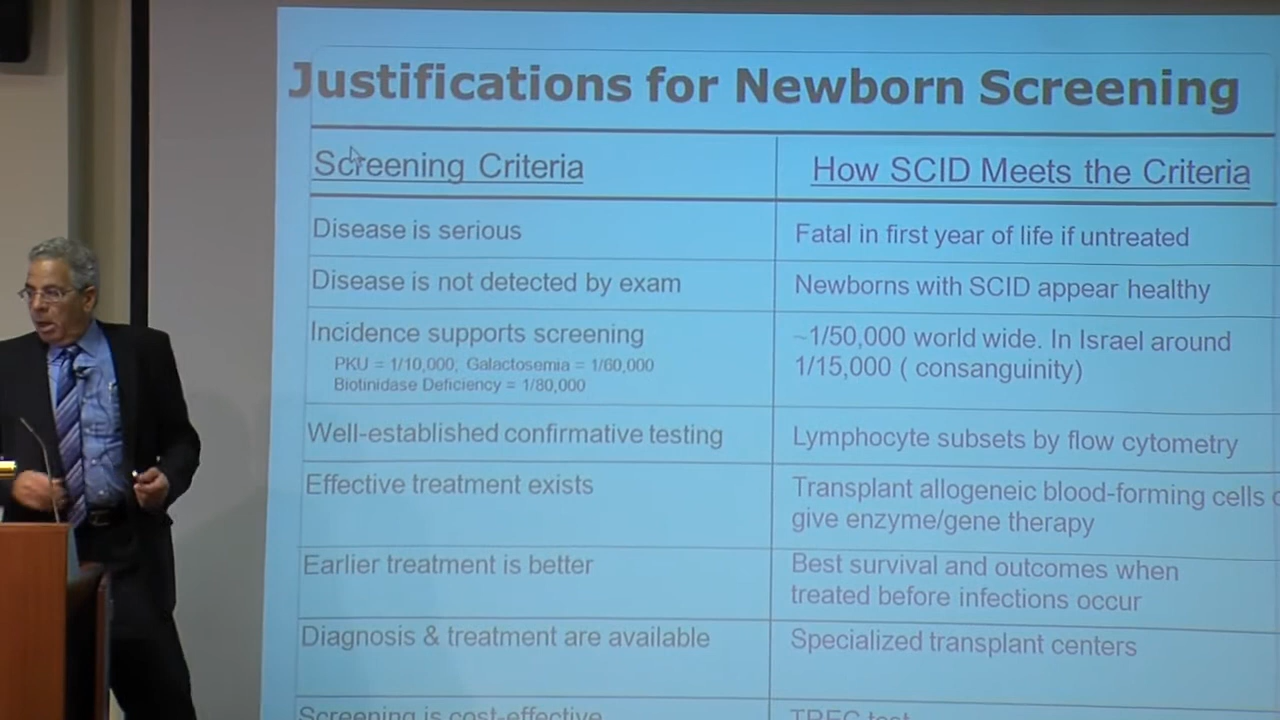 Justifications for Newborn Screening
Screening Criteria
How SCID Meets the Criteria
Disease is serious
Fatal in first year of life if untreated
Disease is not detected by exam
Newborns with SCID appear healthy
Incidence supports screening
PKU = 1/10,000; Galactosemia = 1/60,000
Biotinidase Deficiency = 1/80,000
~1/50,000 world wide. In Israel around
1/15,000 ( consanguinity)
Well-established confirmative testing
Lymphocyte subsets by flow cytometry
Effective treatment exists
Transplant allogeneic blood-forming cells
give enzyme/gene therapy
Earlier treatment is better
Best survival and outcomes when
treated before infections occur
Diagnosis & treatment are available
Specialized transplant centers
Screening is cost-effective
TREC test